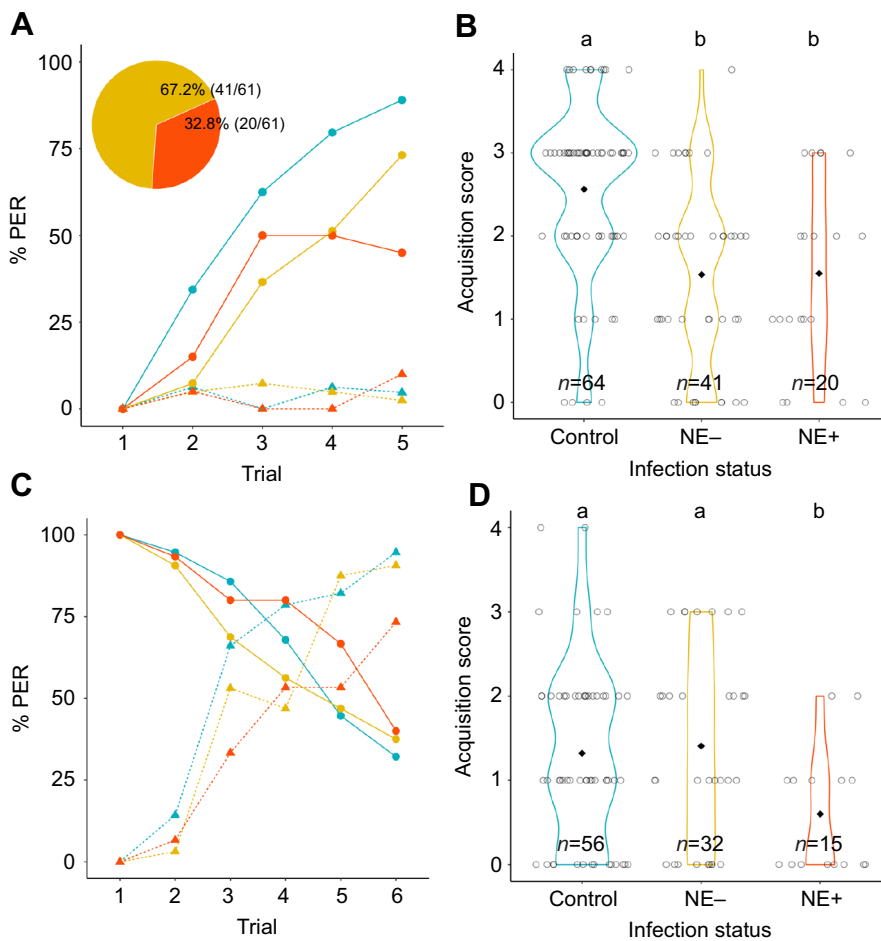 A
100
75
50
25
0
% PER
67.2% (41/61)
32.8% (20/61)
1 2 3 4 5
Trial
B
a b b
4
3
2
1
0
Acquisition score
n=64 n=41 n=20
Control NE– NE+
Infection status
C
100
75
50
25
0
% PER
1 2 3 4 5 6
Trial
D
a a b
4
3
2
1
0
Acquisition score
n=56 n=32 n=15
Control NE– NE+
Infection status